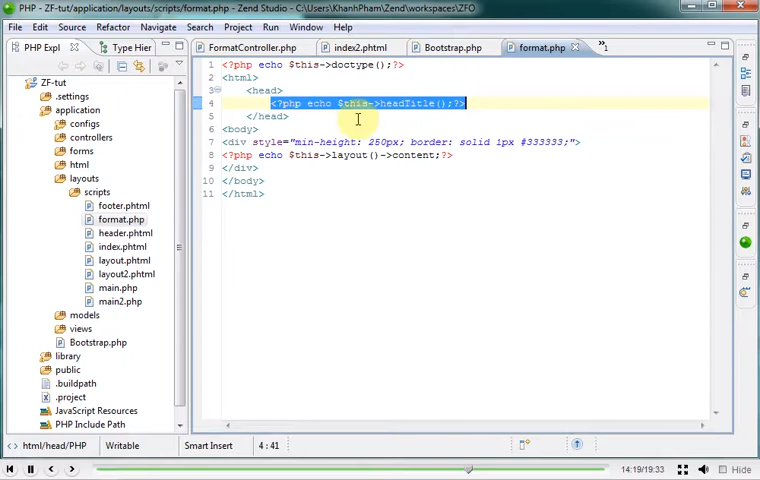 PHP - ZF-tut/application/layouts/scripts/format.php - Zend Studio - C:\Users\KhanhPham\Zend\workspaces\ZFO
File Edit Source Refactor Navigate Search Project Run Window Help
PHP Expl
Type Hier
FormatController.php
index2.phtml
Bootstrap.php
format.php
»1
ZF-tut
.settings
application
configs
controllers
forms
html
layouts
scripts
footer.phtml
format.php
header.phtml
index.phtml
layout.phtml
layout2.phtml
main.php
main2.php
models
views
Bootstrap.php
library
public
.buildpath
.project
JavaScript Resources
PHP Include Path
1 <?php echo $this->doctype();?>
2 <html>
3 <head>
4 <?php echo $this->headTitle();?>
5 </head>
6 <body>
7 <div style="min-height: 250px; border: solid 1px #333333;">
8 <?php echo $this->layout()->content;?>
9 </div>
10 </body>
11 </html>
html/head/PHP
Writable
Smart Insert
4 : 41
14:19/19:33
Hide